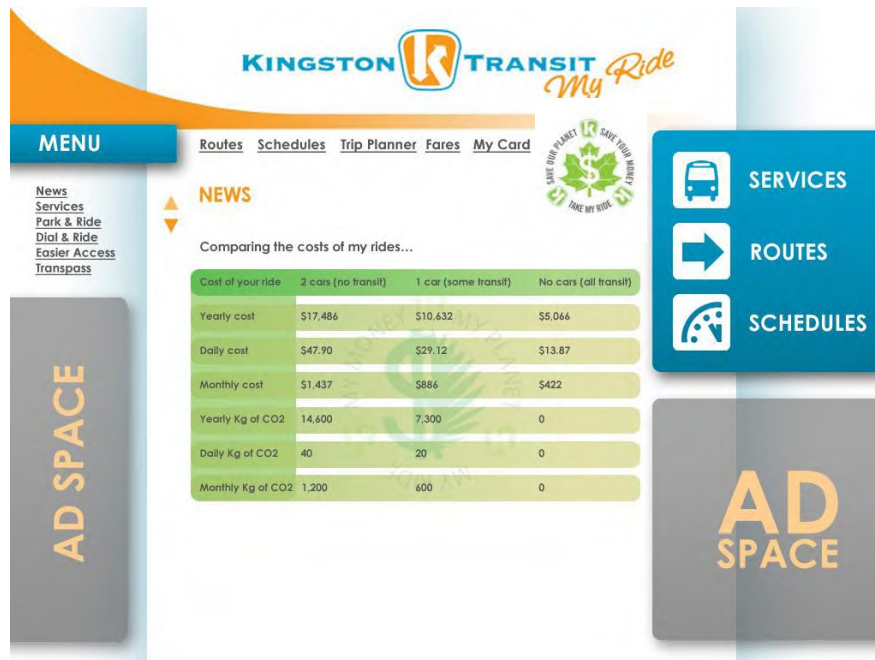 KINGSTON K TRANSIT
My Ride
MENU
Routes Schedules Trip Planner Fares My Card
SAVE OUR PLANET K SAVE YOUR MONEY K TAKE MY RIDE K
$
News
Services
Park & Ride
Dial & Ride
Easier Access
Transpass
NEWS
Comparing the costs of my rides...
Cost of your ride 2 cars (no transit) 1 car (some transit) No cars (all transit)
Yearly cost $17,486 $10,632 $5,066
Daily cost $47.90 $29.12 $13.87
Monthly cost $1,437 $886 $422
Yearly Kg of CO2 14,600 7,300 0
Daily Kg of CO2 40 20 0
Monthly Kg of CO2 1,200 600 0
SERVICES
ROUTES
SCHEDULES
AD SPACE
AD
SPACE